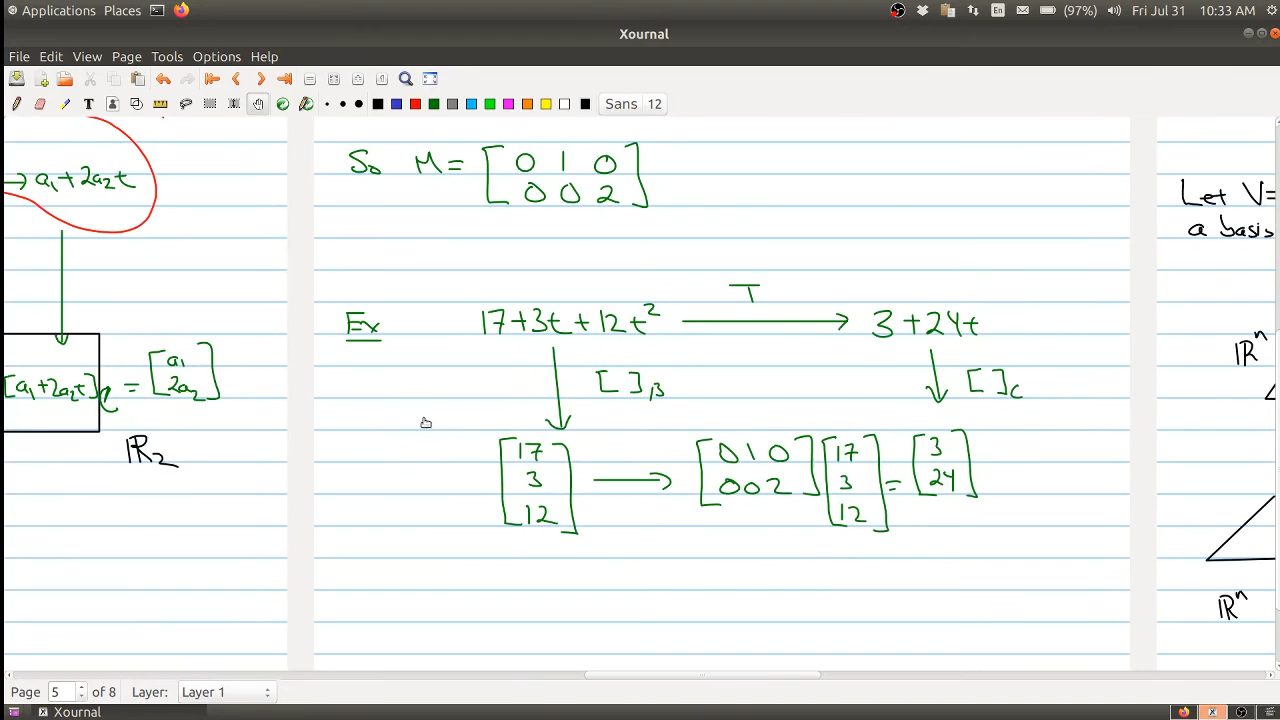 Applications Places (97%) Fri Jul 31 10:33 AM
En
Xournal
File Edit View Page Tools Options Help
T Sans 12
→ a₁+2a₂t
[a₁+2a₂t] = [a₁
2a₂]
ℝ₂
So M = [0 1 0
0 0 2]
Ex 17+3t+12t² T→ 3+24t
[ ]_B [ ]_C
[17
3
12] → [0 1 0
0 0 2] [17
3
12] = [3
24]
Let V=
a basis
ℝⁿ
ℝⁿ
Page 5 of 8 Layer: Layer 1
Xournal